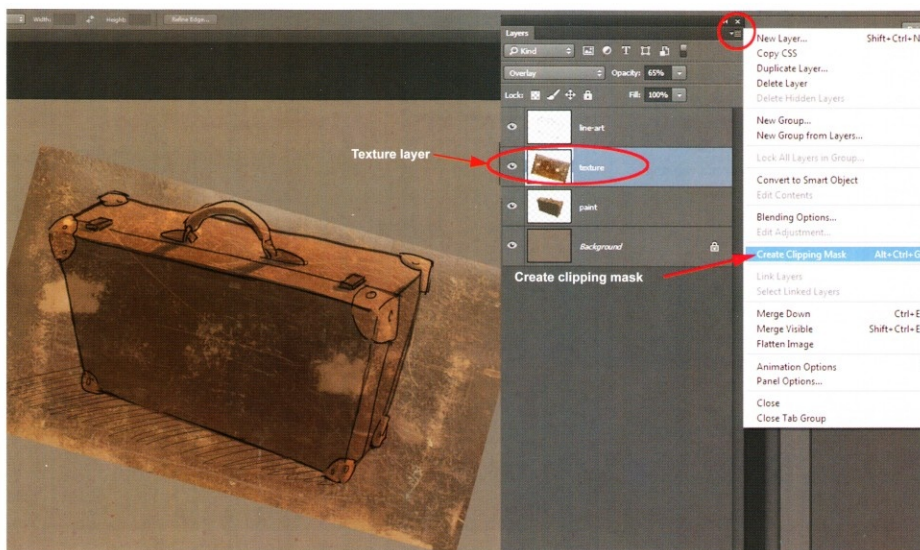 Width:
Height:
Refine Edge...
Layers
Kind
T
Overlay
Opacity: 65%
Lock:
Fill: 100%
line-art
Texture layer
texture
paint
Background
Create clipping mask
New Layer... Shift+Ctrl+N
Copy CSS
Duplicate Layer...
Delete Layer
Delete Hidden Layers
New Group...
New Group from Layers...
Lock All Layers in Group...
Convert to Smart Object
Edit Contents
Blending Options...
Edit Adjustment...
Create Clipping Mask Alt+Ctrl+G
Link Layers
Select Linked Layers
Merge Down Ctrl+E
Merge Visible Shift+Ctrl+E
Flatten Image
Animation Options
Panel Options...
Close
Close Tab Group